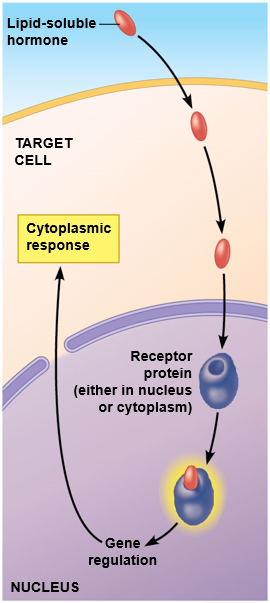 Lipid-soluble
hormone
TARGET
CELL
Cytoplasmic
response
Receptor
protein
(either in nucleus
or cytoplasm)
Gene
regulation
NUCLEUS